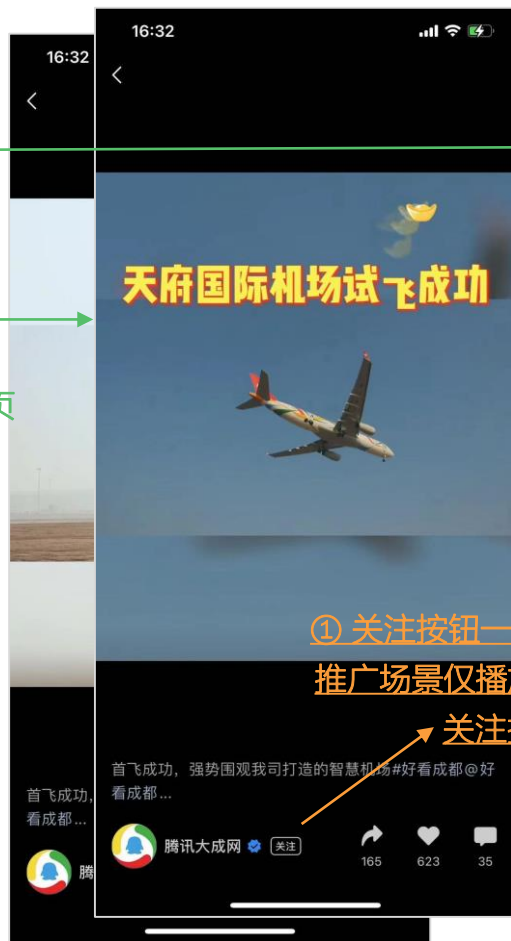 16:32
16:32
天府国际机场试飞成功
页
① 关注按钮一
推广场景仅播放
关注按
首飞成功，强势围观我司打造的智慧机场#好看成都@好
看成都...
首飞成功,
看成都...
腾讯大成网 关注
165 623 35
腾